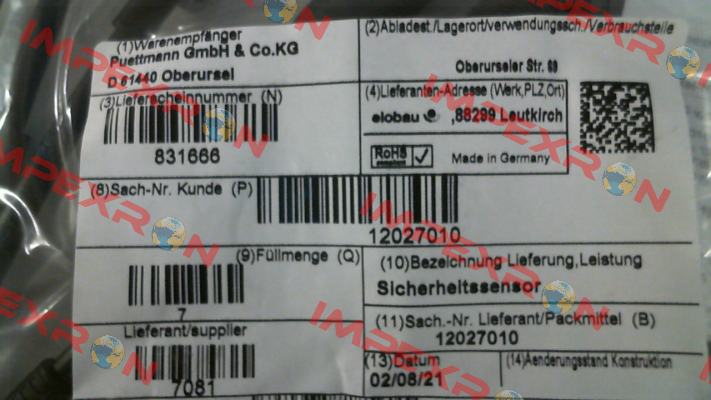 (1)Warenempfänger
Puettmann GmbH & Co.KG
D 61440 Oberursel
(2)Abladest./Lagerort/verwendungssch./Verbrauchstelle
Oberurseler Str. 69
(3)Lieferscheinnummer (N)
831666
(4)Lieferanten-Adresse (Werk,PLZ,Ort)
elobau ,88299 Leutkirch
RoHS
Made in Germany
(8)Sach-Nr. Kunde (P)
12027010
(9)Füllmenge (Q)
7
(10)Bezeichnung Lieferung,Leistung
Sicherheitssensor
Lieferant/supplier
7081
(11)Sach.-Nr. Lieferant/Packmittel (B)
12027010
(13)Datum
02/08/21
(14)Aenderungsstand Konstruktion
IMPEXRON
IMPEXRON
IMPEXRON
IMPEXRON
IMPEXRON
IMPEXRON